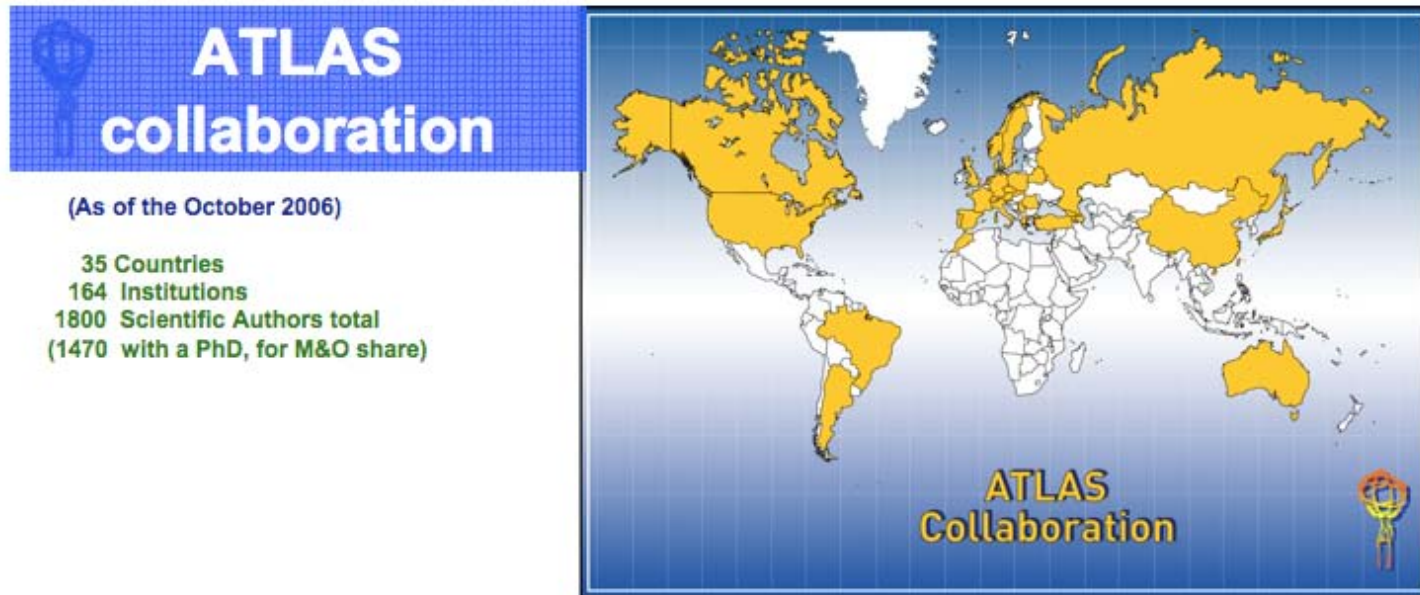 ATLAS
collaboration
(As of the October 2006)
35 Countries
164 Institutions
1800 Scientific Authors total
(1470 with a PhD, for M&O share)
ATLAS
Collaboration